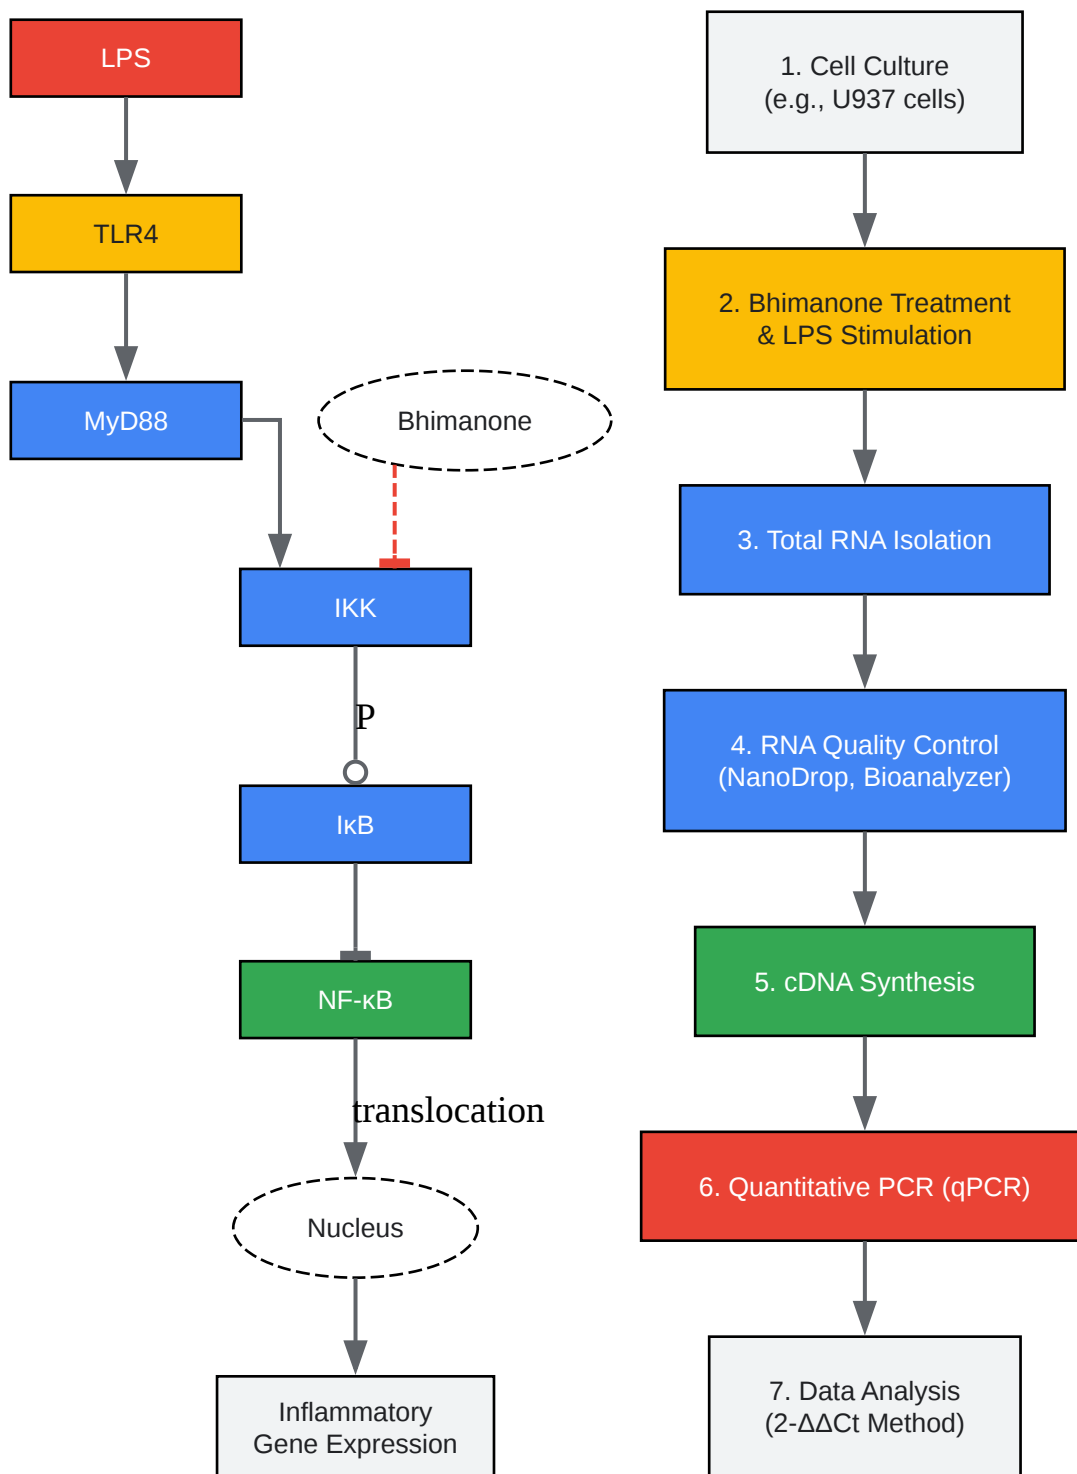 LPS
TLR4
MyD88
Bhimanone
IKK
P
IκB
NF-κB
translocation
Nucleus
Inflammatory
Gene Expression
1. Cell Culture
(e.g., U937 cells)
2. Bhimanone Treatment
& LPS Stimulation
3. Total RNA Isolation
4. RNA Quality Control
(NanoDrop, Bioanalyzer)
5. cDNA Synthesis
6. Quantitative PCR (qPCR)
7. Data Analysis
(2-ΔΔCt Method)